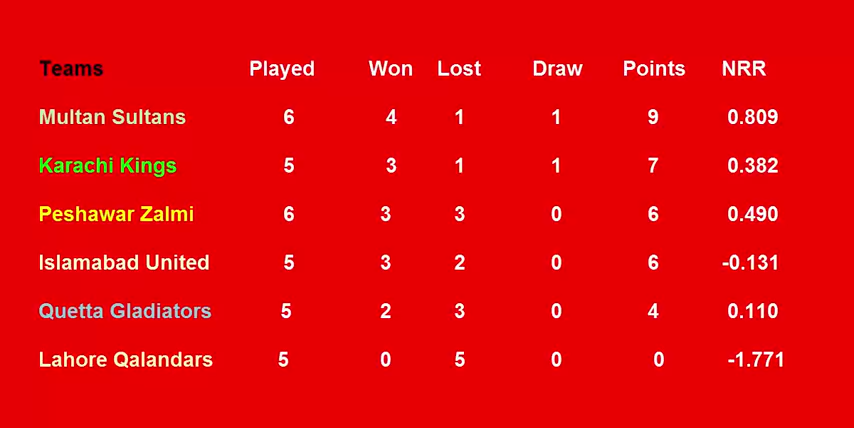 Teams Played Won Lost Draw Points NRR
Multan Sultans 6 4 1 1 9 0.809
Karachi Kings 5 3 1 1 7 0.382
Peshawar Zalmi 6 3 3 0 6 0.490
Islamabad United 5 3 2 0 6 -0.131
Quetta Gladiators 5 2 3 0 4 0.110
Lahore Qalandars 5 0 5 0 0 -1.771